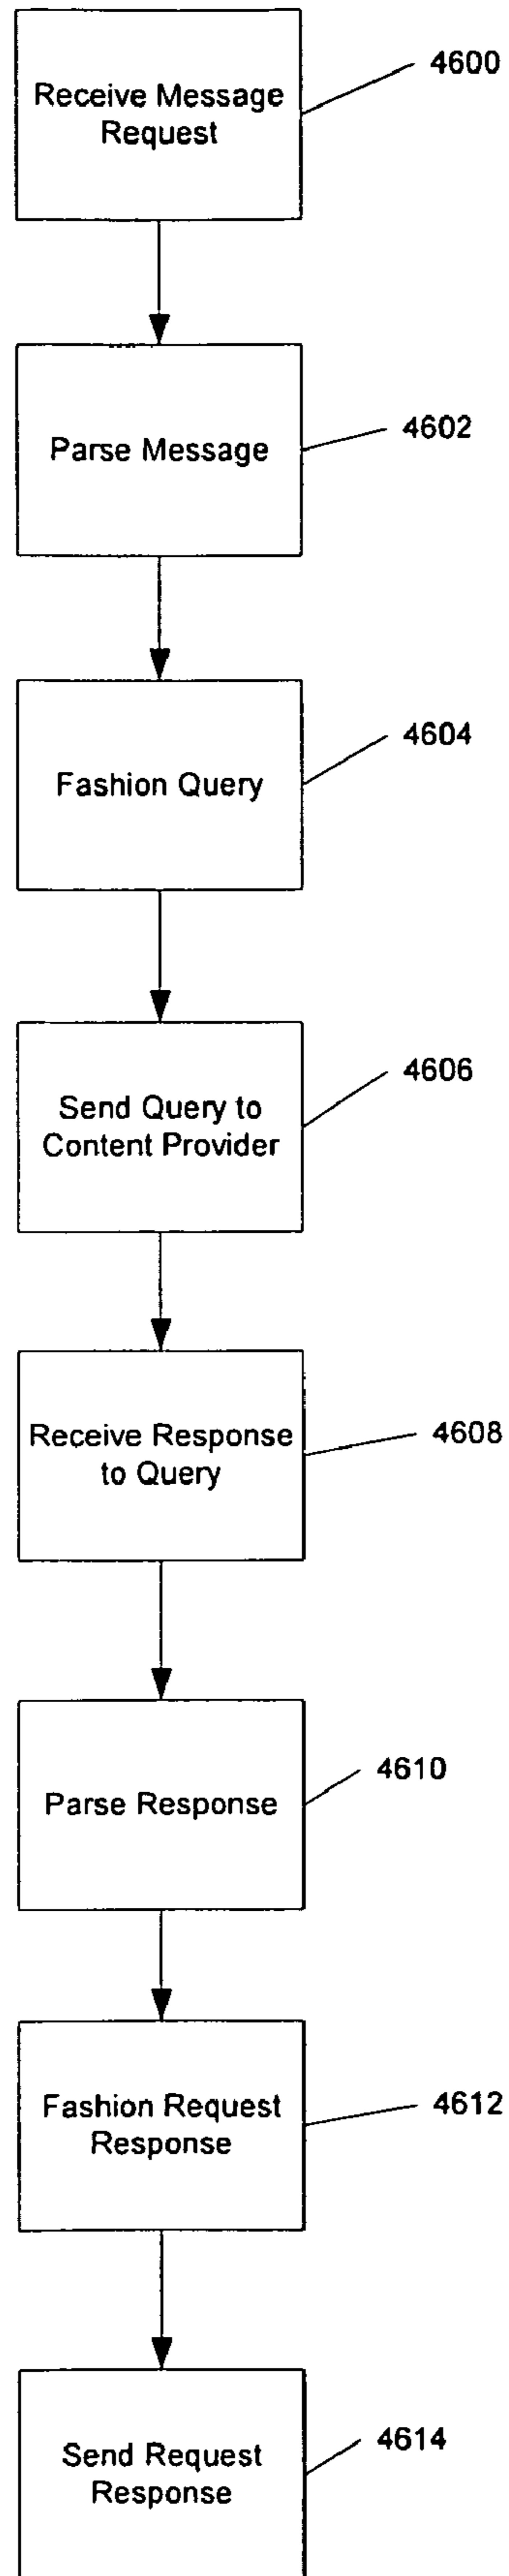 Receive Message
Request
4600
Parse Message
4602
Fashion Query
4604
Send Query to
Content Provider
4606
Receive Response
to Query
4608
Parse Response
4610
Fashion Request
Response
4612
Send Request
Response
4614